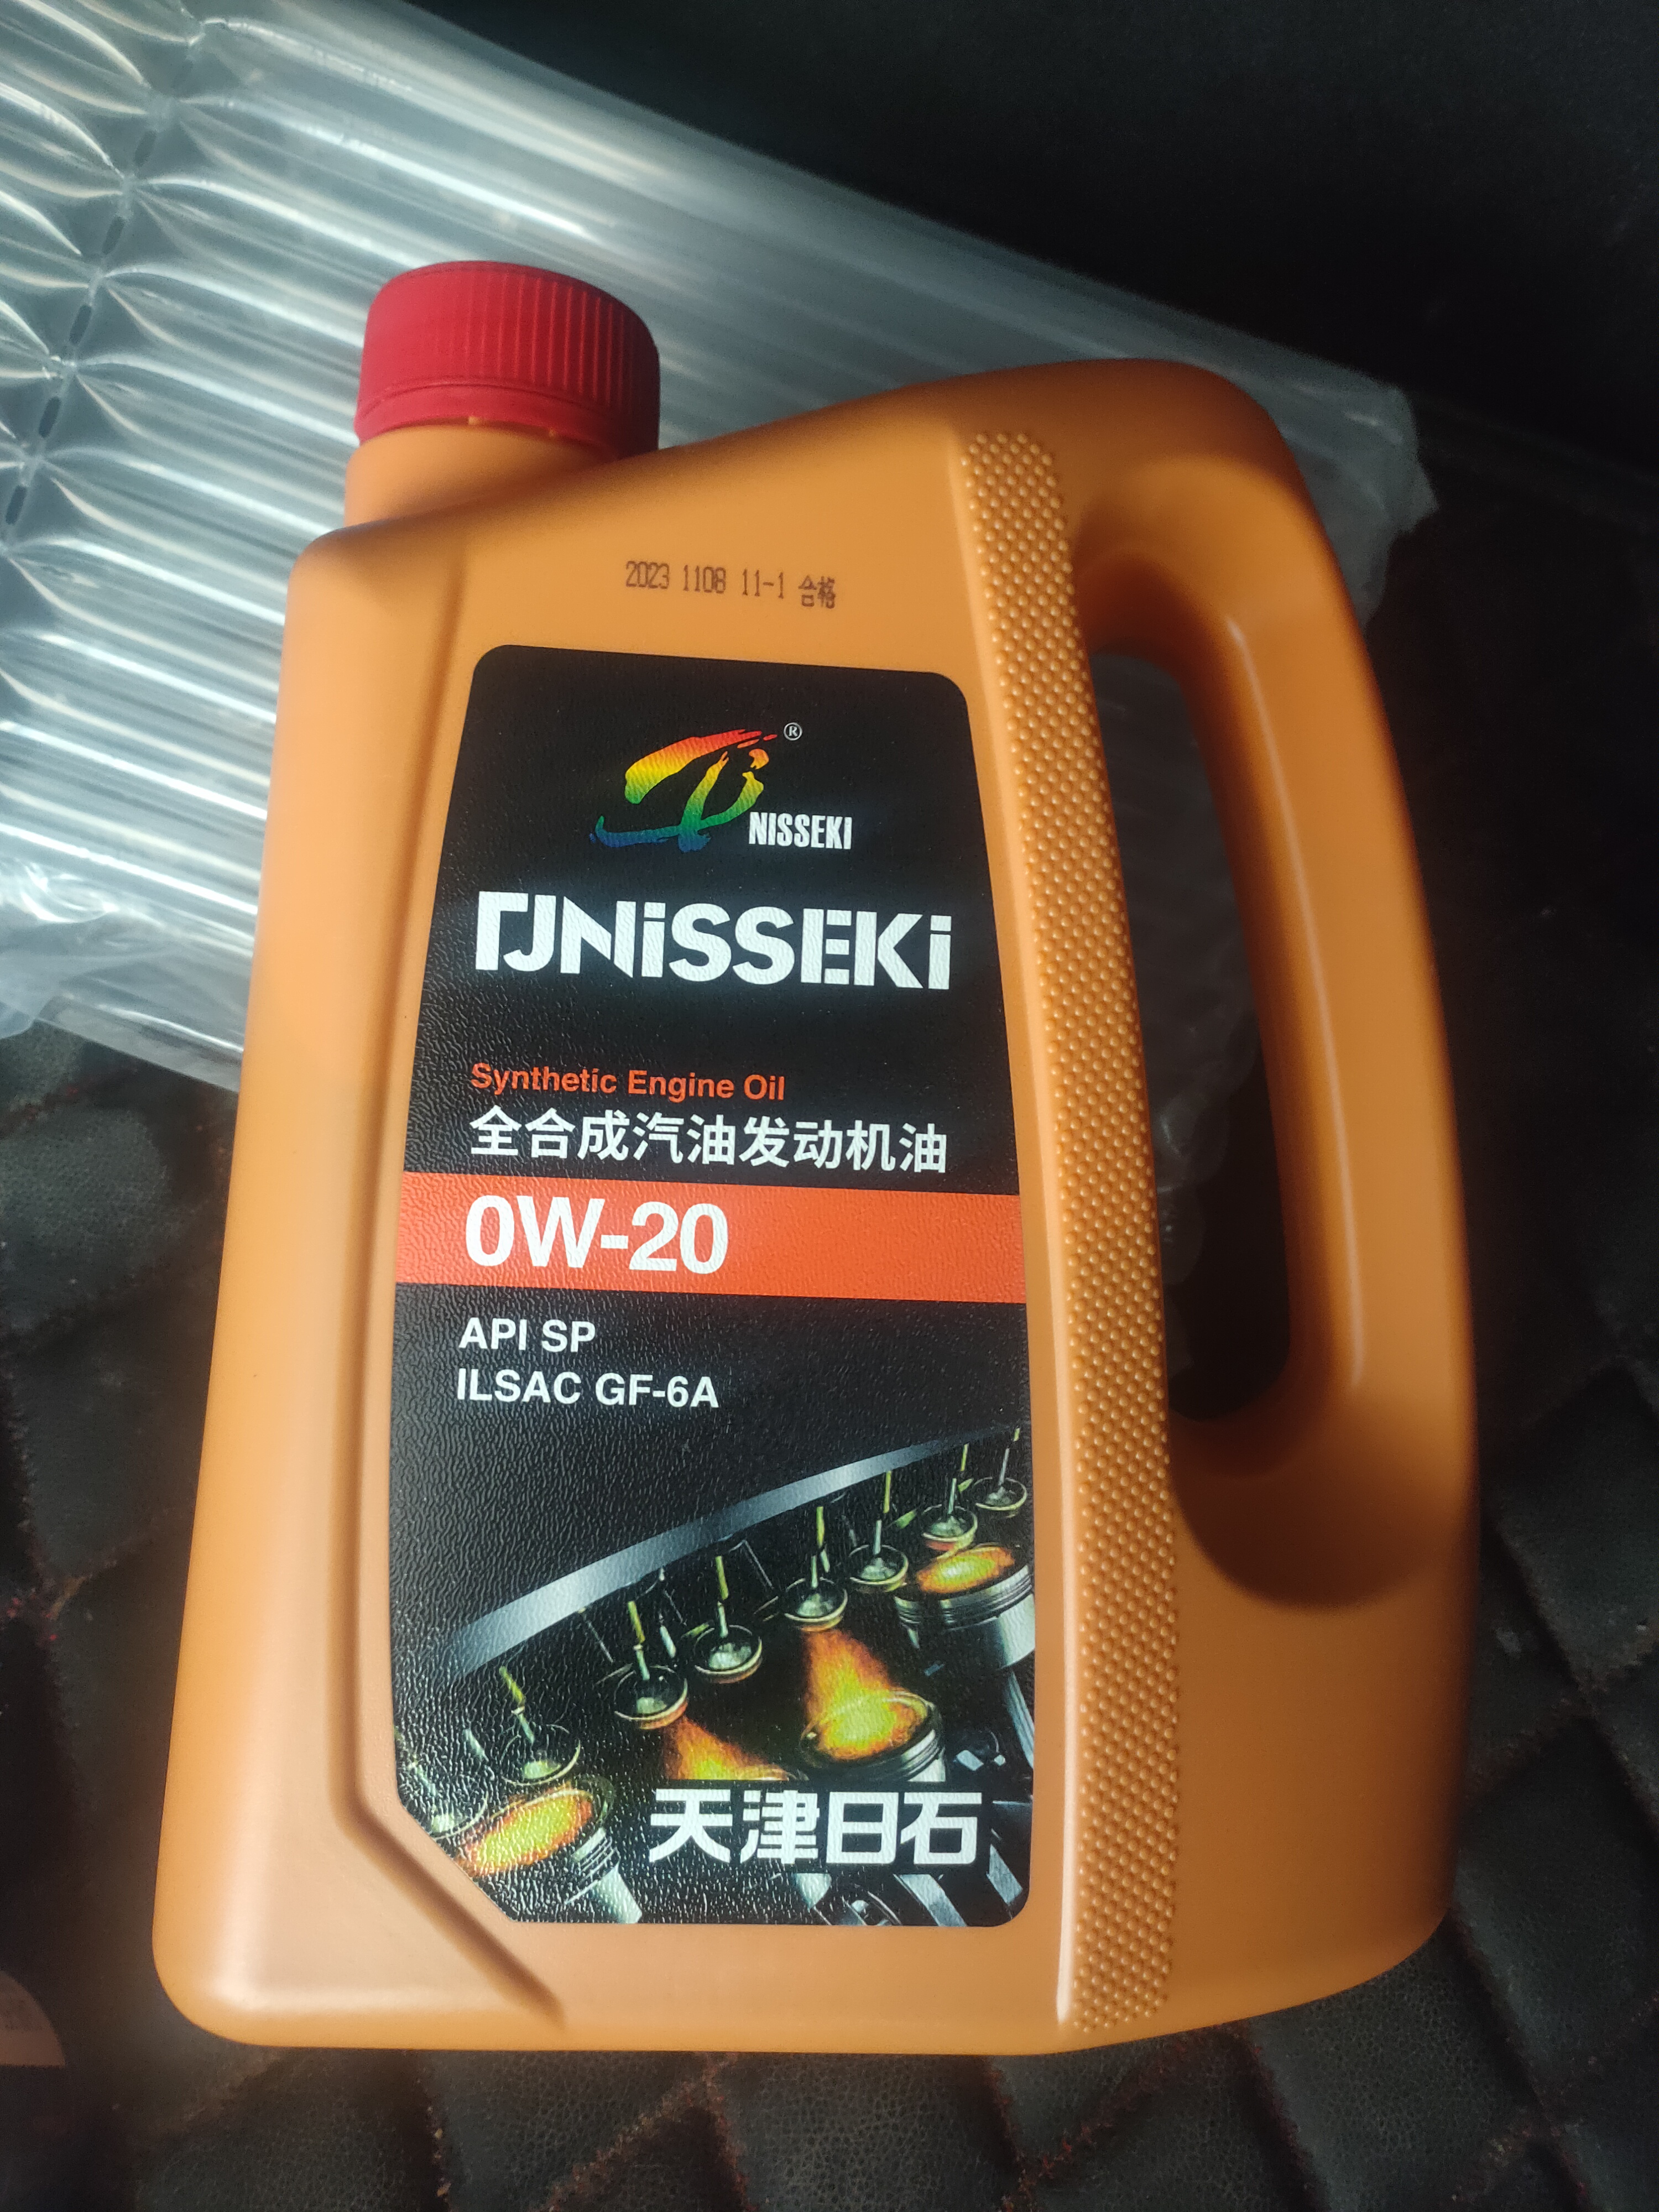 2023 1108 11-1 合格
®
NISSEKI
TJNiSSEKi
Synthetic Engine Oil
全合成汽油发动机油
0W-20
API SP
ILSAC GF-6A
天津日石